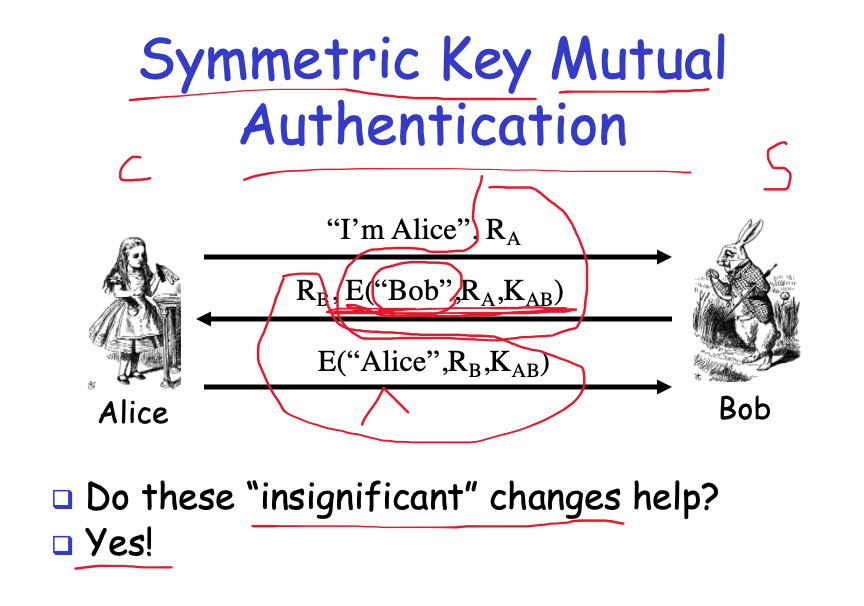 Symmetric Key Mutual
Authentication
C
S
“I’m Alice”, R_A
R_B, E(“Bob”,R_A,K_AB)
E(“Alice”,R_B,K_AB)
Alice
Bob
❑ Do these “insignificant” changes help?
❑ Yes!